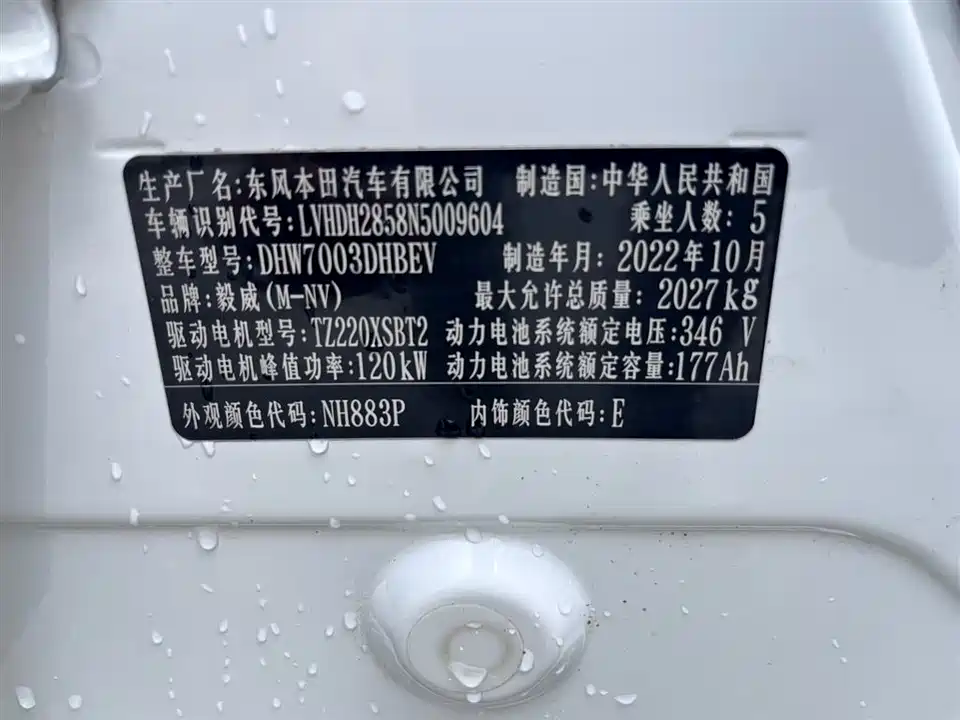 生产厂名:东风本田汽车有限公司 制造国:中华人民共和国
车辆识别代号:LVHDH2858N5009604 乘坐人数:5
整车型号:DHW7003DHBEV 制造年月:2022年10月
品牌:毅威(M-NV) 最大允许总质量:2027kg
驱动电机型号:TZ220XSBT2 动力电池系统额定电压:346 V
驱动电机峰值功率:120kW 动力电池系统额定容量:177Ah
外观颜色代码:NH883P 内饰颜色代码:E